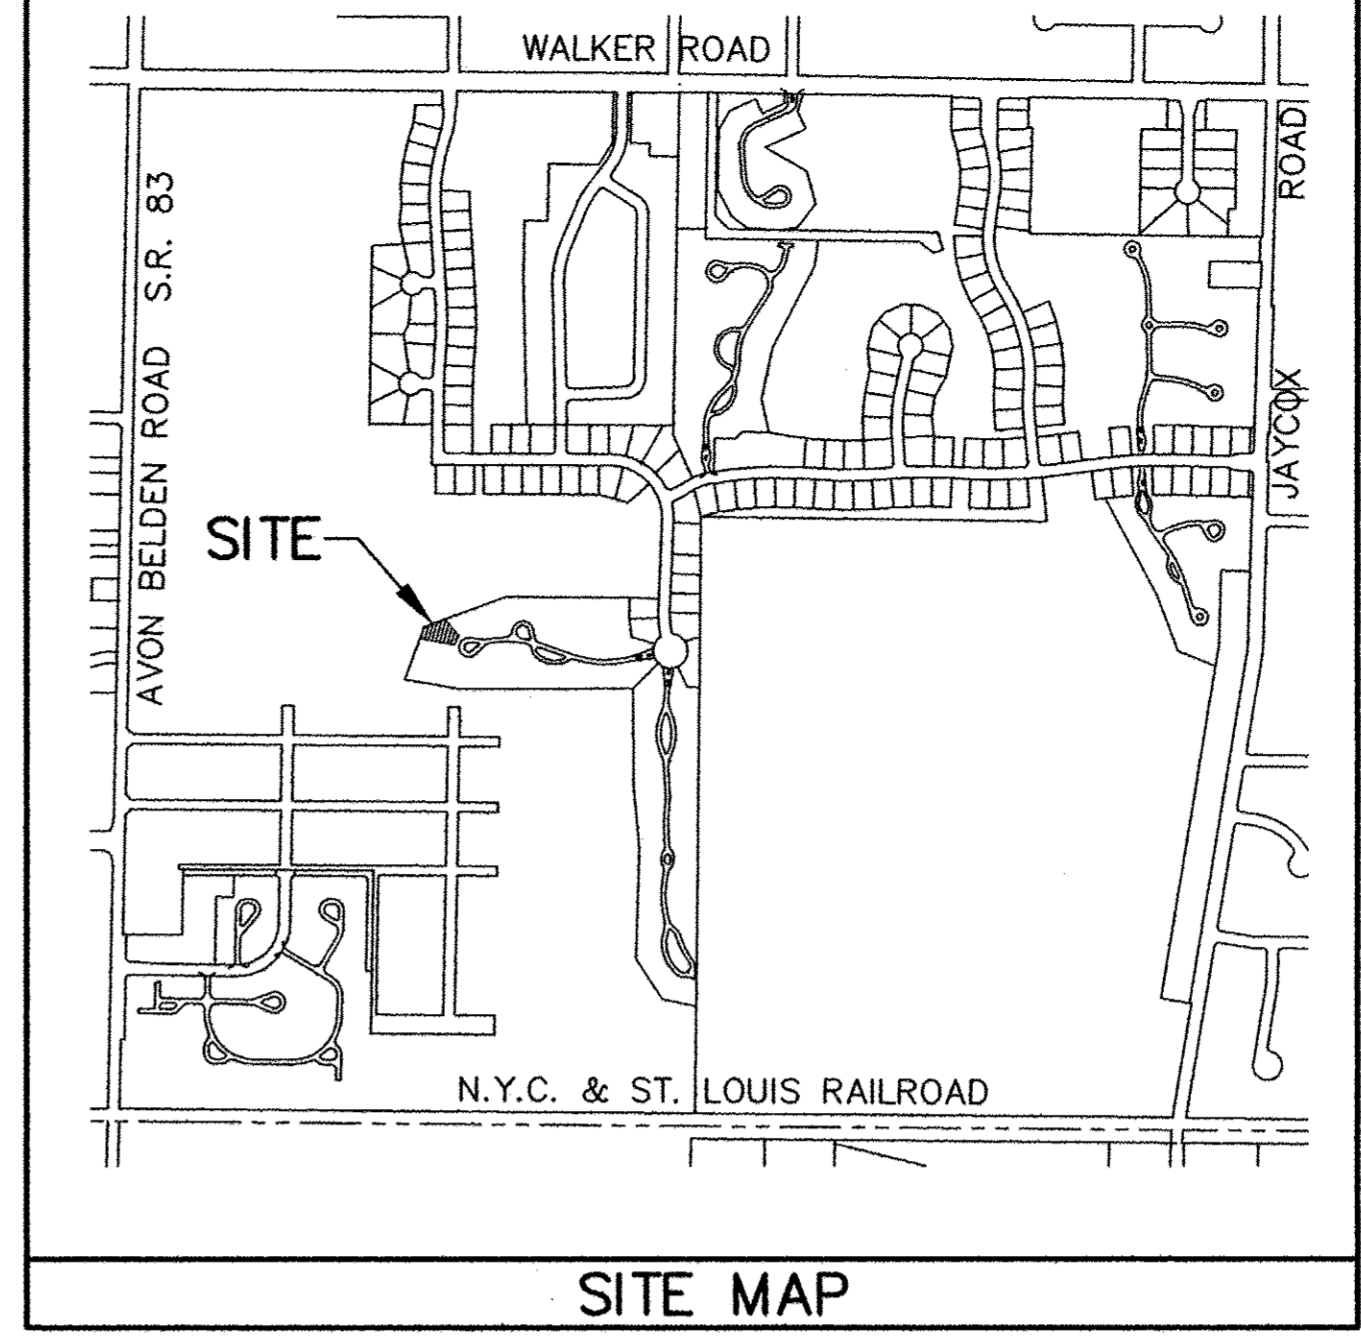 WALKER ROAD
AVON BELDEN ROAD S.R. 83
JAYCOX ROAD
SITE
N.Y.C. & ST. LOUIS RAILROAD
SITE MAP